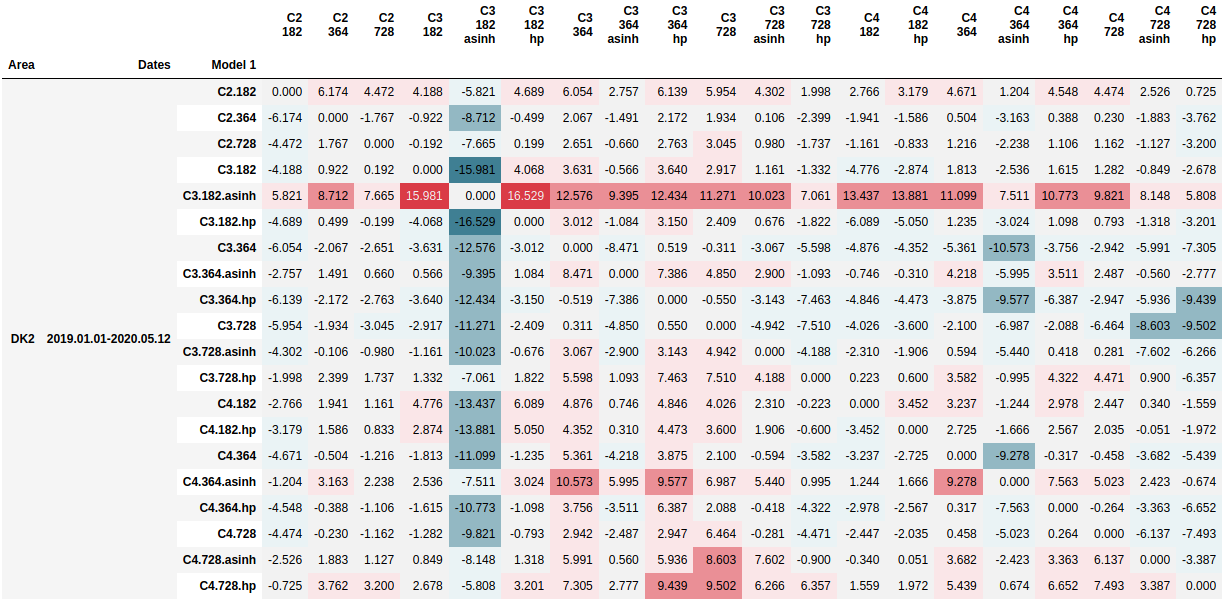 C2 C2 C2 C3 C3 C3 C3 C3 C3 C3 C3 C3 C4 C4 C4 C4 C4 C4 C4 C4
182 364 728 182 182 182 364 364 364 728 728 728 182 182 364 364 364 728 728 728
asinh hp asinh hp asinh hp hp asinh hp asinh hp
Area Dates Model 1
C2.182 0.000 6.174 4.472 4.188 -5.821 4.689 6.054 2.757 6.139 5.954 4.302 1.998 2.766 3.179 4.671 1.204 4.548 4.474 2.526 0.725
C2.364 -6.174 0.000 -1.767 -0.922 -8.712 -0.499 2.067 -1.491 2.172 1.934 0.106 -2.399 -1.941 -1.586 0.504 -3.163 0.388 0.230 -1.883 -3.762
C2.728 -4.472 1.767 0.000 -0.192 -7.665 0.199 2.651 -0.660 2.763 3.045 0.980 -1.737 -1.161 -0.833 1.216 -2.238 1.106 1.162 -1.127 -3.200
C3.182 -4.188 0.922 0.192 0.000 -15.981 4.068 3.631 -0.566 3.640 2.917 1.161 -1.332 -4.776 -2.874 1.813 -2.536 1.615 1.282 -0.849 -2.678
C3.182.asinh 5.821 8.712 7.665 15.981 0.000 16.529 12.576 9.395 12.434 11.271 10.023 7.061 13.437 13.881 11.099 7.511 10.773 9.821 8.148 5.808
C3.182.hp -4.689 0.499 -0.199 -4.068 -16.529 0.000 3.012 -1.084 3.150 2.409 0.676 -1.822 -6.089 -5.050 1.235 -3.024 1.098 0.793 -1.318 -3.201
C3.364 -6.054 -2.067 -2.651 -3.631 -12.576 -3.012 0.000 -8.471 0.519 -0.311 -3.067 -5.598 -4.876 -4.352 -5.361 -10.573 -3.756 -2.942 -5.991 -7.305
C3.364.asinh -2.757 1.491 0.660 0.566 -9.395 1.084 8.471 0.000 7.386 4.850 2.900 -1.093 -0.746 -0.310 4.218 -5.995 3.511 2.487 -0.560 -2.777
C3.364.hp -6.139 -2.172 -2.763 -3.640 -12.434 -3.150 -0.519 -7.386 0.000 -0.550 -3.143 -7.463 -4.846 -4.473 -3.875 -9.577 -6.387 -2.947 -5.936 -9.439
C3.728 -5.954 -1.934 -3.045 -2.917 -11.271 -2.409 0.311 -4.850 0.550 0.000 -4.942 -7.510 -4.026 -3.600 -2.100 -6.987 -2.088 -6.464 -8.603 -9.502
DK2 2019.01.01-2020.05.12
C3.728.asinh -4.302 -0.106 -0.980 -1.161 -10.023 -0.676 3.067 -2.900 3.143 4.942 0.000 -4.188 -2.310 -1.906 0.594 -5.440 0.418 0.281 -7.602 -6.266
C3.728.hp -1.998 2.399 1.737 1.332 -7.061 1.822 5.598 1.093 7.463 7.510 4.188 0.000 0.223 0.600 3.582 -0.995 4.322 4.471 0.900 -6.357
C4.182 -2.766 1.941 1.161 4.776 -13.437 6.089 4.876 0.746 4.846 4.026 2.310 -0.223 0.000 3.452 3.237 -1.244 2.978 2.447 0.340 -1.559
C4.182.hp -3.179 1.586 0.833 2.874 -13.881 5.050 4.352 0.310 4.473 3.600 1.906 -0.600 -3.452 0.000 2.725 -1.666 2.567 2.035 -0.051 -1.972
C4.364 -4.671 -0.504 -1.216 -1.813 -11.099 -1.235 5.361 -4.218 3.875 2.100 -0.594 -3.582 -3.237 -2.725 0.000 -9.278 -0.317 -0.458 -3.682 -5.439
C4.364.asinh -1.204 3.163 2.238 2.536 -7.511 3.024 10.573 5.995 9.577 6.987 5.440 0.995 1.244 1.666 9.278 0.000 7.563 5.023 2.423 -0.674
C4.364.hp -4.548 -0.388 -1.106 -1.615 -10.773 -1.098 3.756 -3.511 6.387 2.088 -0.418 -4.322 -2.978 -2.567 0.317 -7.563 0.000 -0.264 -3.363 -6.652
C4.728 -4.474 -0.230 -1.162 -1.282 -9.821 -0.793 2.942 -2.487 2.947 6.464 -0.281 -4.471 -2.447 -2.035 0.458 -5.023 0.264 0.000 -6.137 -7.493
C4.728.asinh -2.526 1.883 1.127 0.849 -8.148 1.318 5.991 0.560 5.936 8.603 7.602 -0.900 -0.340 0.051 3.682 -2.423 3.363 6.137 0.000 -3.387
C4.728.hp -0.725 3.762 3.200 2.678 -5.808 3.201 7.305 2.777 9.439 9.502 6.266 6.357 1.559 1.972 5.439 0.674 6.652 7.493 3.387 0.000